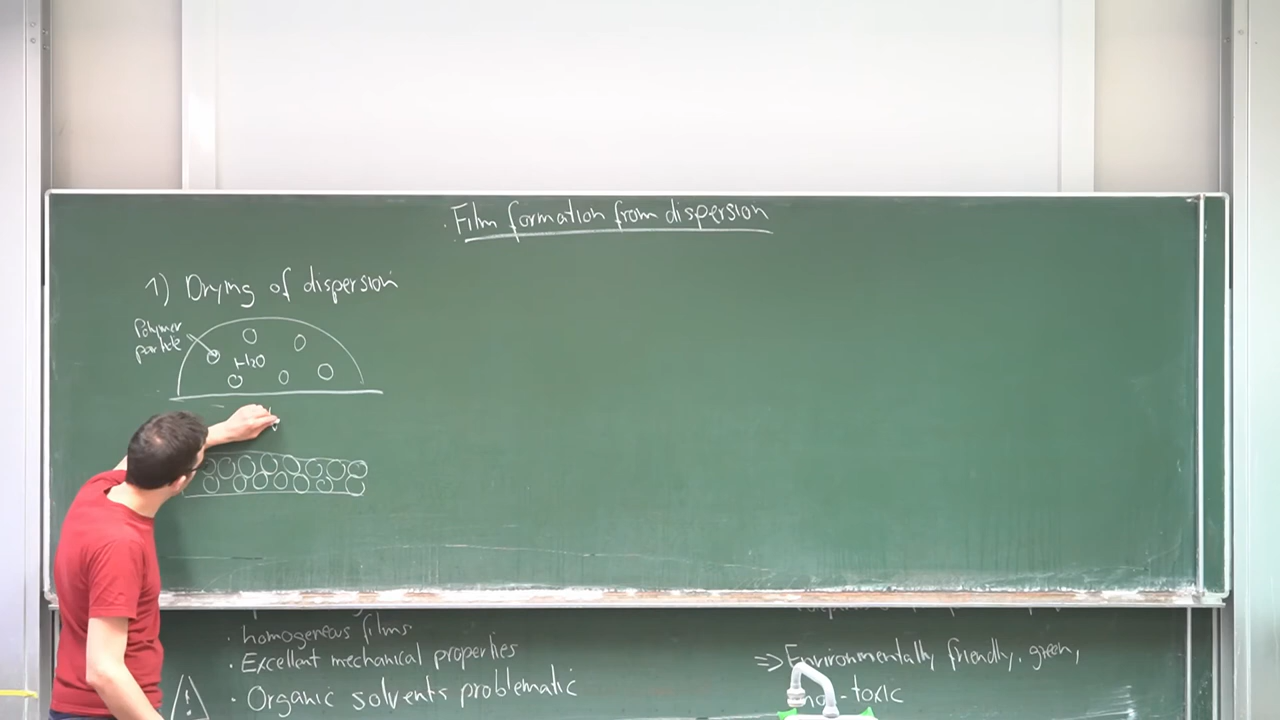 Film formation from dispersion
1) Drying of dispersion
Polymer
particle
H2O
· homogeneous films
· Excellent mechanical properties
· Organic solvents problematic
!
=> Environmentally friendly, green,
-toxic